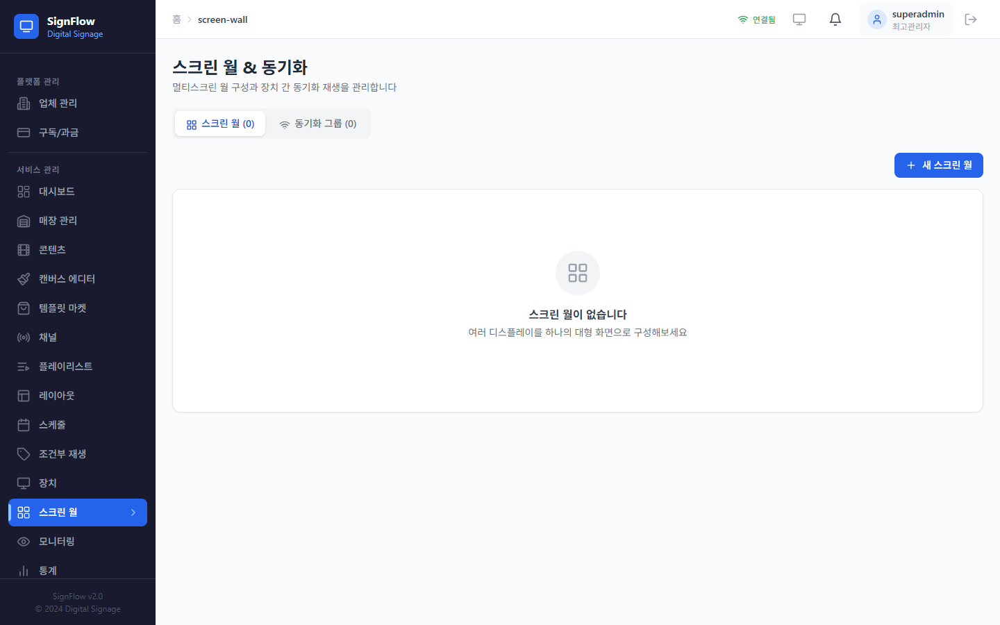 SignFlow
Digital Signage
플랫폼 관리
업체 관리
구독/과금
서비스 관리
대시보드
매장 관리
콘텐츠
캔버스 에디터
템플릿 마켓
채널
플레이리스트
레이아웃
스케줄
조건부 재생
장치
스크린 월
모니터링
통계
SignFlow v2.0
© 2024 Digital Signage
홈 screen-wall
연결됨
superadmin
최고관리자
스크린 월 & 동기화
멀티스크린 월 구성과 장치 간 동기화 재생을 관리합니다
스크린 월 (0) 동기화 그룹 (0)
새 스크린 월
스크린 월이 없습니다
여러 디스플레이를 하나의 대형 화면으로 구성해보세요